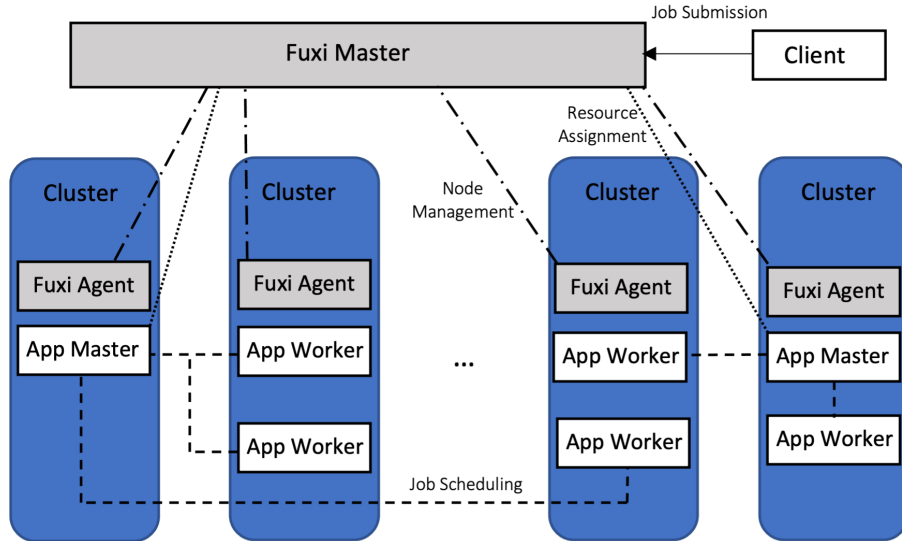 Job Submission
Fuxi Master
Client
Resource
Assignment
Cluster
Cluster
Node
Management
Cluster
Cluster
Fuxi Agent
Fuxi Agent
Fuxi Agent
Fuxi Agent
App Master
App Worker
...
App Worker
App Master
App Worker
App Worker
App Worker
Job Scheduling